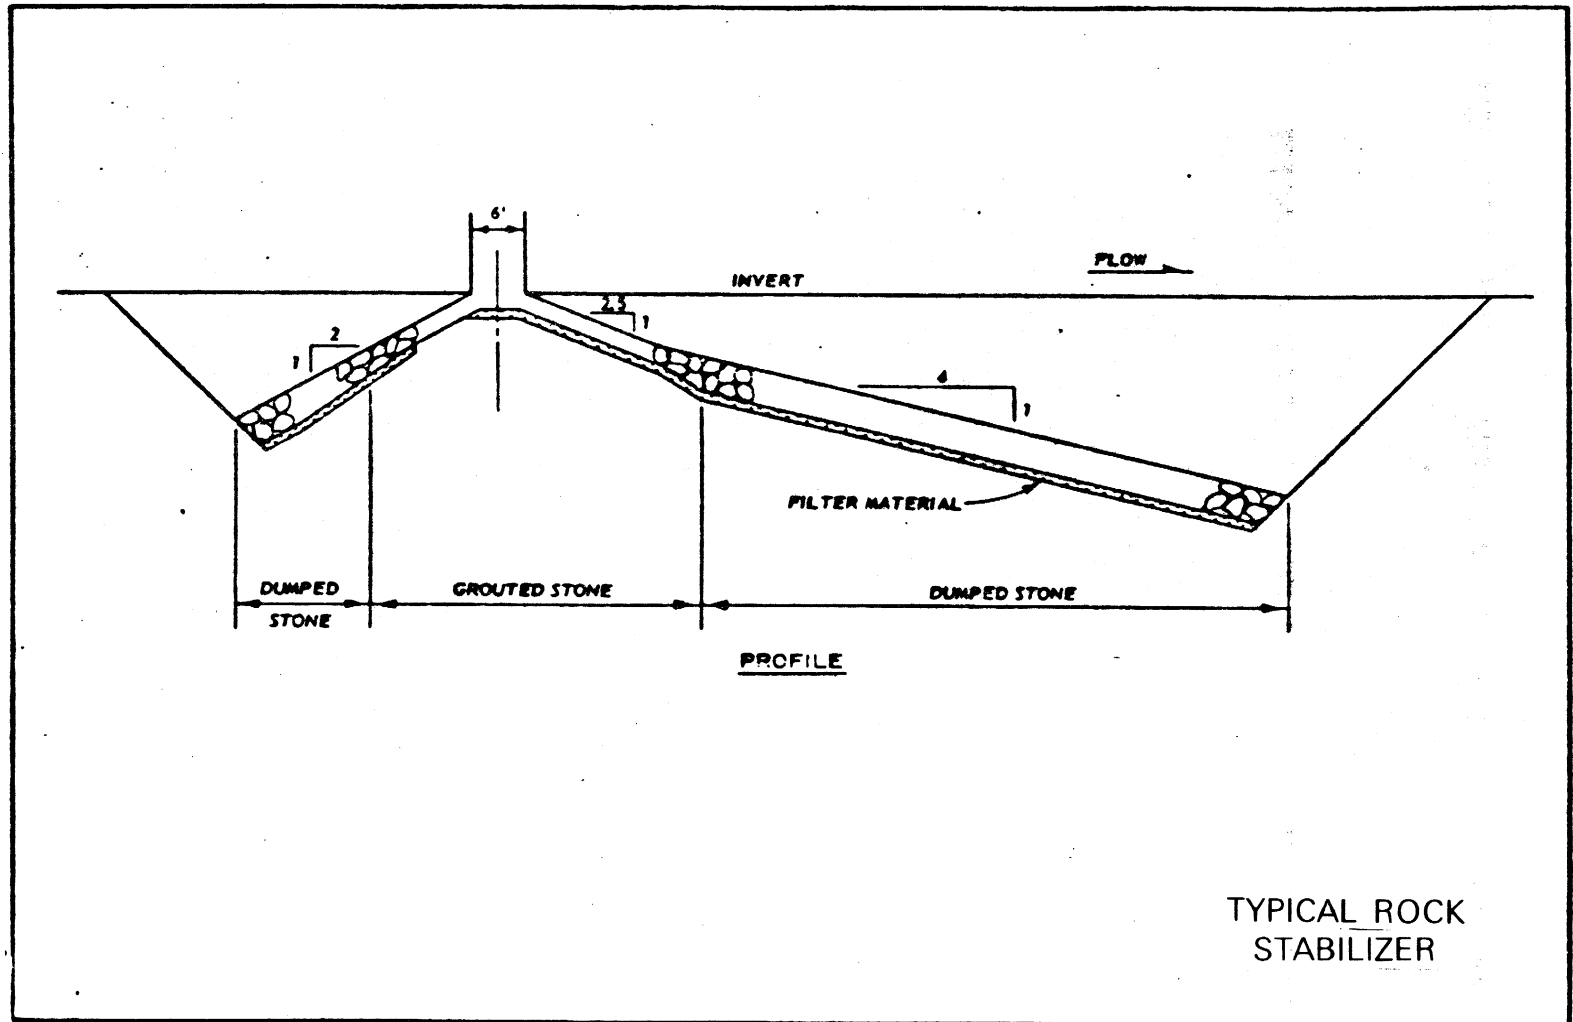 6'
INVERT
FLOW
2.5
1
2
1
4
1
FILTER MATERIAL
DUMPED
STONE
GROUTED STONE
DUMPED STONE
PROFILE
TYPICAL ROCK
STABILIZER